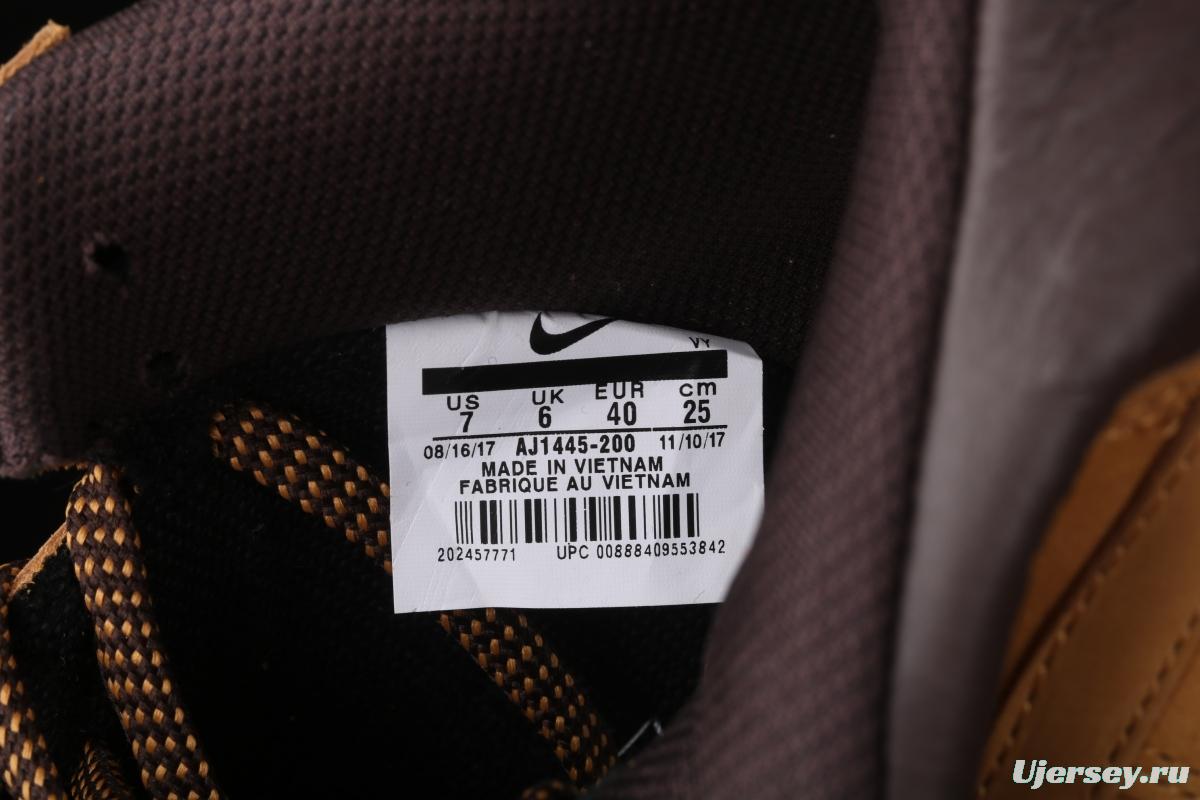 VY
US UK EUR cm
7 6 40 25
08/16/17 AJ1445-200 11/10/17
MADE IN VIETNAM
FABRIQUE AU VIETNAM
202457771 UPC 00888409553842
Ujersey.ru